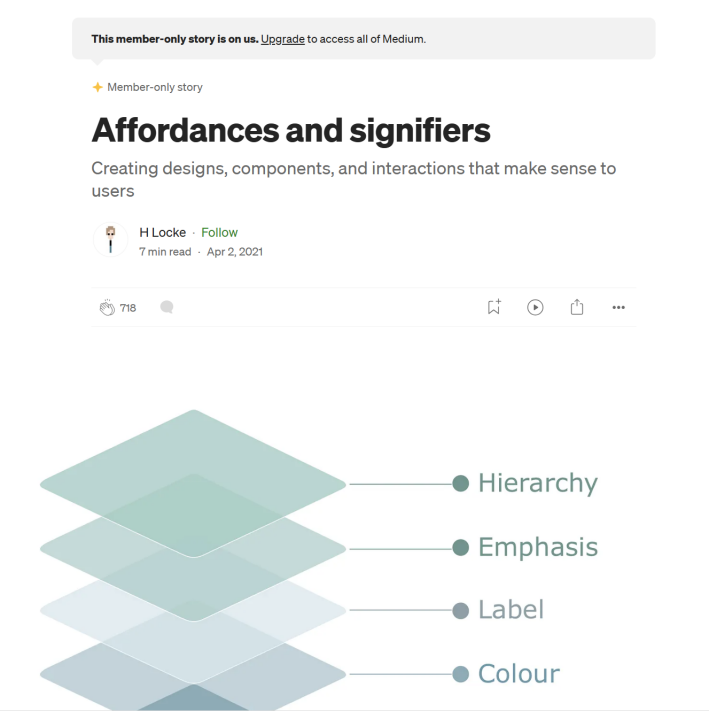 This member-only story is on us. Upgrade to access all of Medium.
Member-only story
Affordances and signifiers
Creating designs, components, and interactions that make sense to
users
H Locke · Follow
7 min read · Apr 2, 2021
718
Hierarchy
Emphasis
Label
Colour